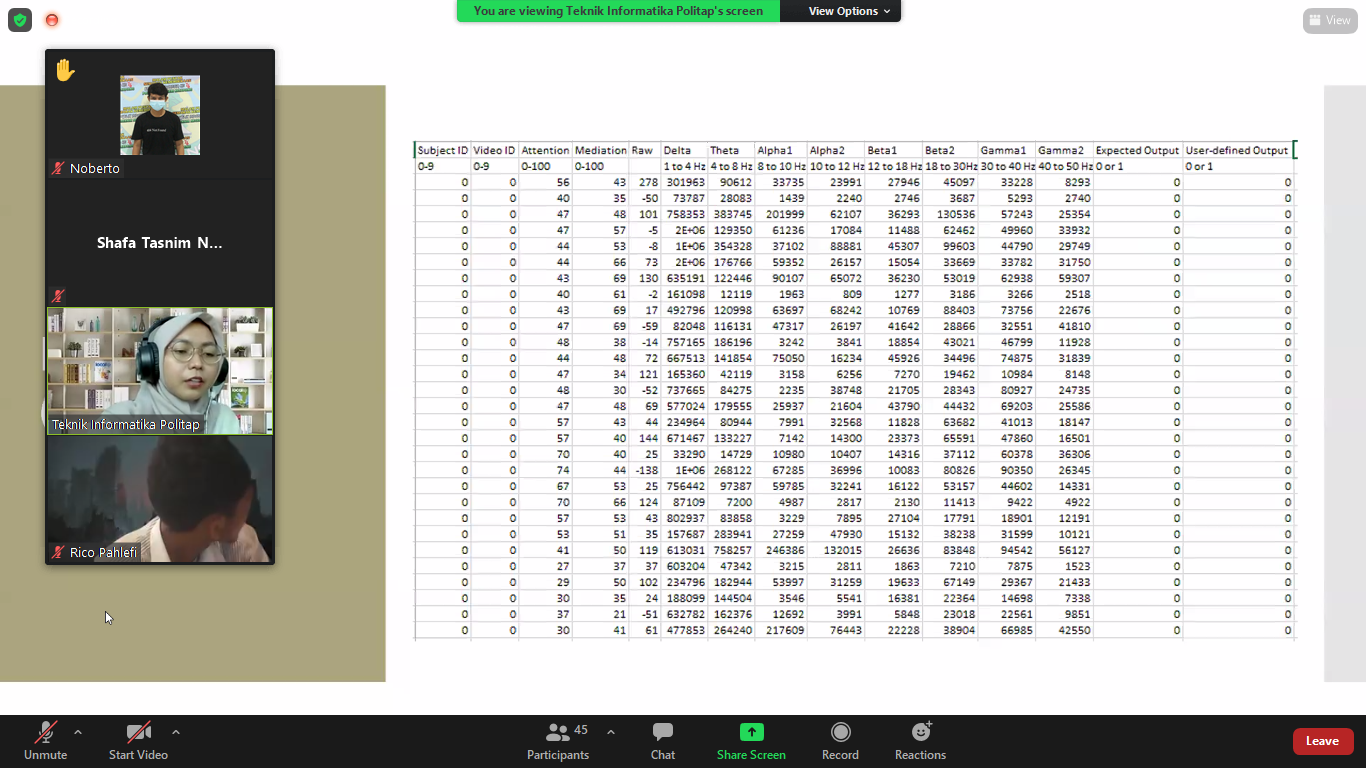 You are viewing Teknik Informatika Politap's screen
View Options
View
Noberto
Shafa Tasnim N...
Teknik Informatika Politap
Rico Pahlefi
Subject ID Video ID Attention Mediation Raw Delta Theta Alpha1 Alpha2 Beta1 Beta2 Gamma1 Gamma2 Expected Output User-defined Output
0-9 0-9 0-100 0-100 1 to 4 Hz 4 to 8 Hz 8 to 10 Hz 10 to 12 Hz 12 to 18 Hz 18 to 30Hz 30 to 40 Hz 40 to 50 Hz 0 or 1 0 or 1
0 0 56 43 278 301963 90612 33735 23991 27946 45097 33228 8293 0 0
0 0 40 35 -50 73787 28083 1439 2240 2746 3687 5293 2740 0 0
0 0 47 48 101 758353 383745 201999 62107 36293 130536 57243 25354 0 0
0 0 47 57 -5 2E+06 129350 61236 17084 11488 62462 49960 33932 0 0
0 0 44 53 -8 1E+06 354328 37102 88881 45307 99603 44790 29749 0 0
0 0 44 66 73 2E+06 176766 59352 26157 15054 33669 33782 31750 0 0
0 0 43 69 130 635191 122446 90107 65072 36230 53019 62938 59307 0 0
0 0 40 61 -2 161098 12119 1963 809 1277 3186 3266 2518 0 0
0 0 43 69 17 492796 120998 63697 68242 10769 88403 73756 22676 0 0
0 0 47 69 -59 82048 116131 47317 26197 41642 28866 32551 41810 0 0
0 0 48 38 -14 757165 186196 3242 3841 18854 43021 46799 11928 0 0
0 0 44 48 72 667513 141854 75050 16234 45926 34496 74875 31839 0 0
0 0 47 34 121 165360 42119 3158 6256 7270 19462 10984 8148 0 0
0 0 48 30 -52 737665 84275 2235 38748 21705 28343 80927 24735 0 0
0 0 47 48 69 577024 179555 25937 21604 43790 44432 69203 25586 0 0
0 0 57 43 44 234964 80944 7991 32568 11828 63682 41013 18147 0 0
0 0 57 40 144 671467 133227 7142 14300 23373 65591 47860 16501 0 0
0 0 70 40 25 33290 14729 10980 10407 14316 37112 60378 36306 0 0
0 0 74 44 -138 1E+06 268122 67285 36996 10083 80826 90350 26345 0 0
0 0 67 53 25 756442 97387 59785 32241 16122 53157 44602 14331 0 0
0 0 70 66 124 87109 7200 4987 2817 2130 11413 9422 4922 0 0
0 0 57 53 43 802937 83858 3229 7895 27104 17791 18901 12191 0 0
0 0 53 51 35 157687 283941 27259 47930 15132 38238 31599 10121 0 0
0 0 41 50 119 613031 758257 246386 132015 26636 83848 94542 56127 0 0
0 0 27 37 37 603204 47342 3215 2811 1863 7210 7875 1523 0 0
0 0 29 50 102 234796 182944 53997 31259 19633 67149 29367 21433 0 0
0 0 30 35 24 188099 144504 3546 5541 16381 22364 14698 7338 0 0
0 0 37 21 -51 632782 162376 12692 3991 5848 23018 22561 9851 0 0
0 0 30 41 61 477853 264240 217609 76443 22228 38904 66985 42550 0 0
Unmute
Start Video
45
Participants
Chat
Share Screen
Record
Reactions
Leave